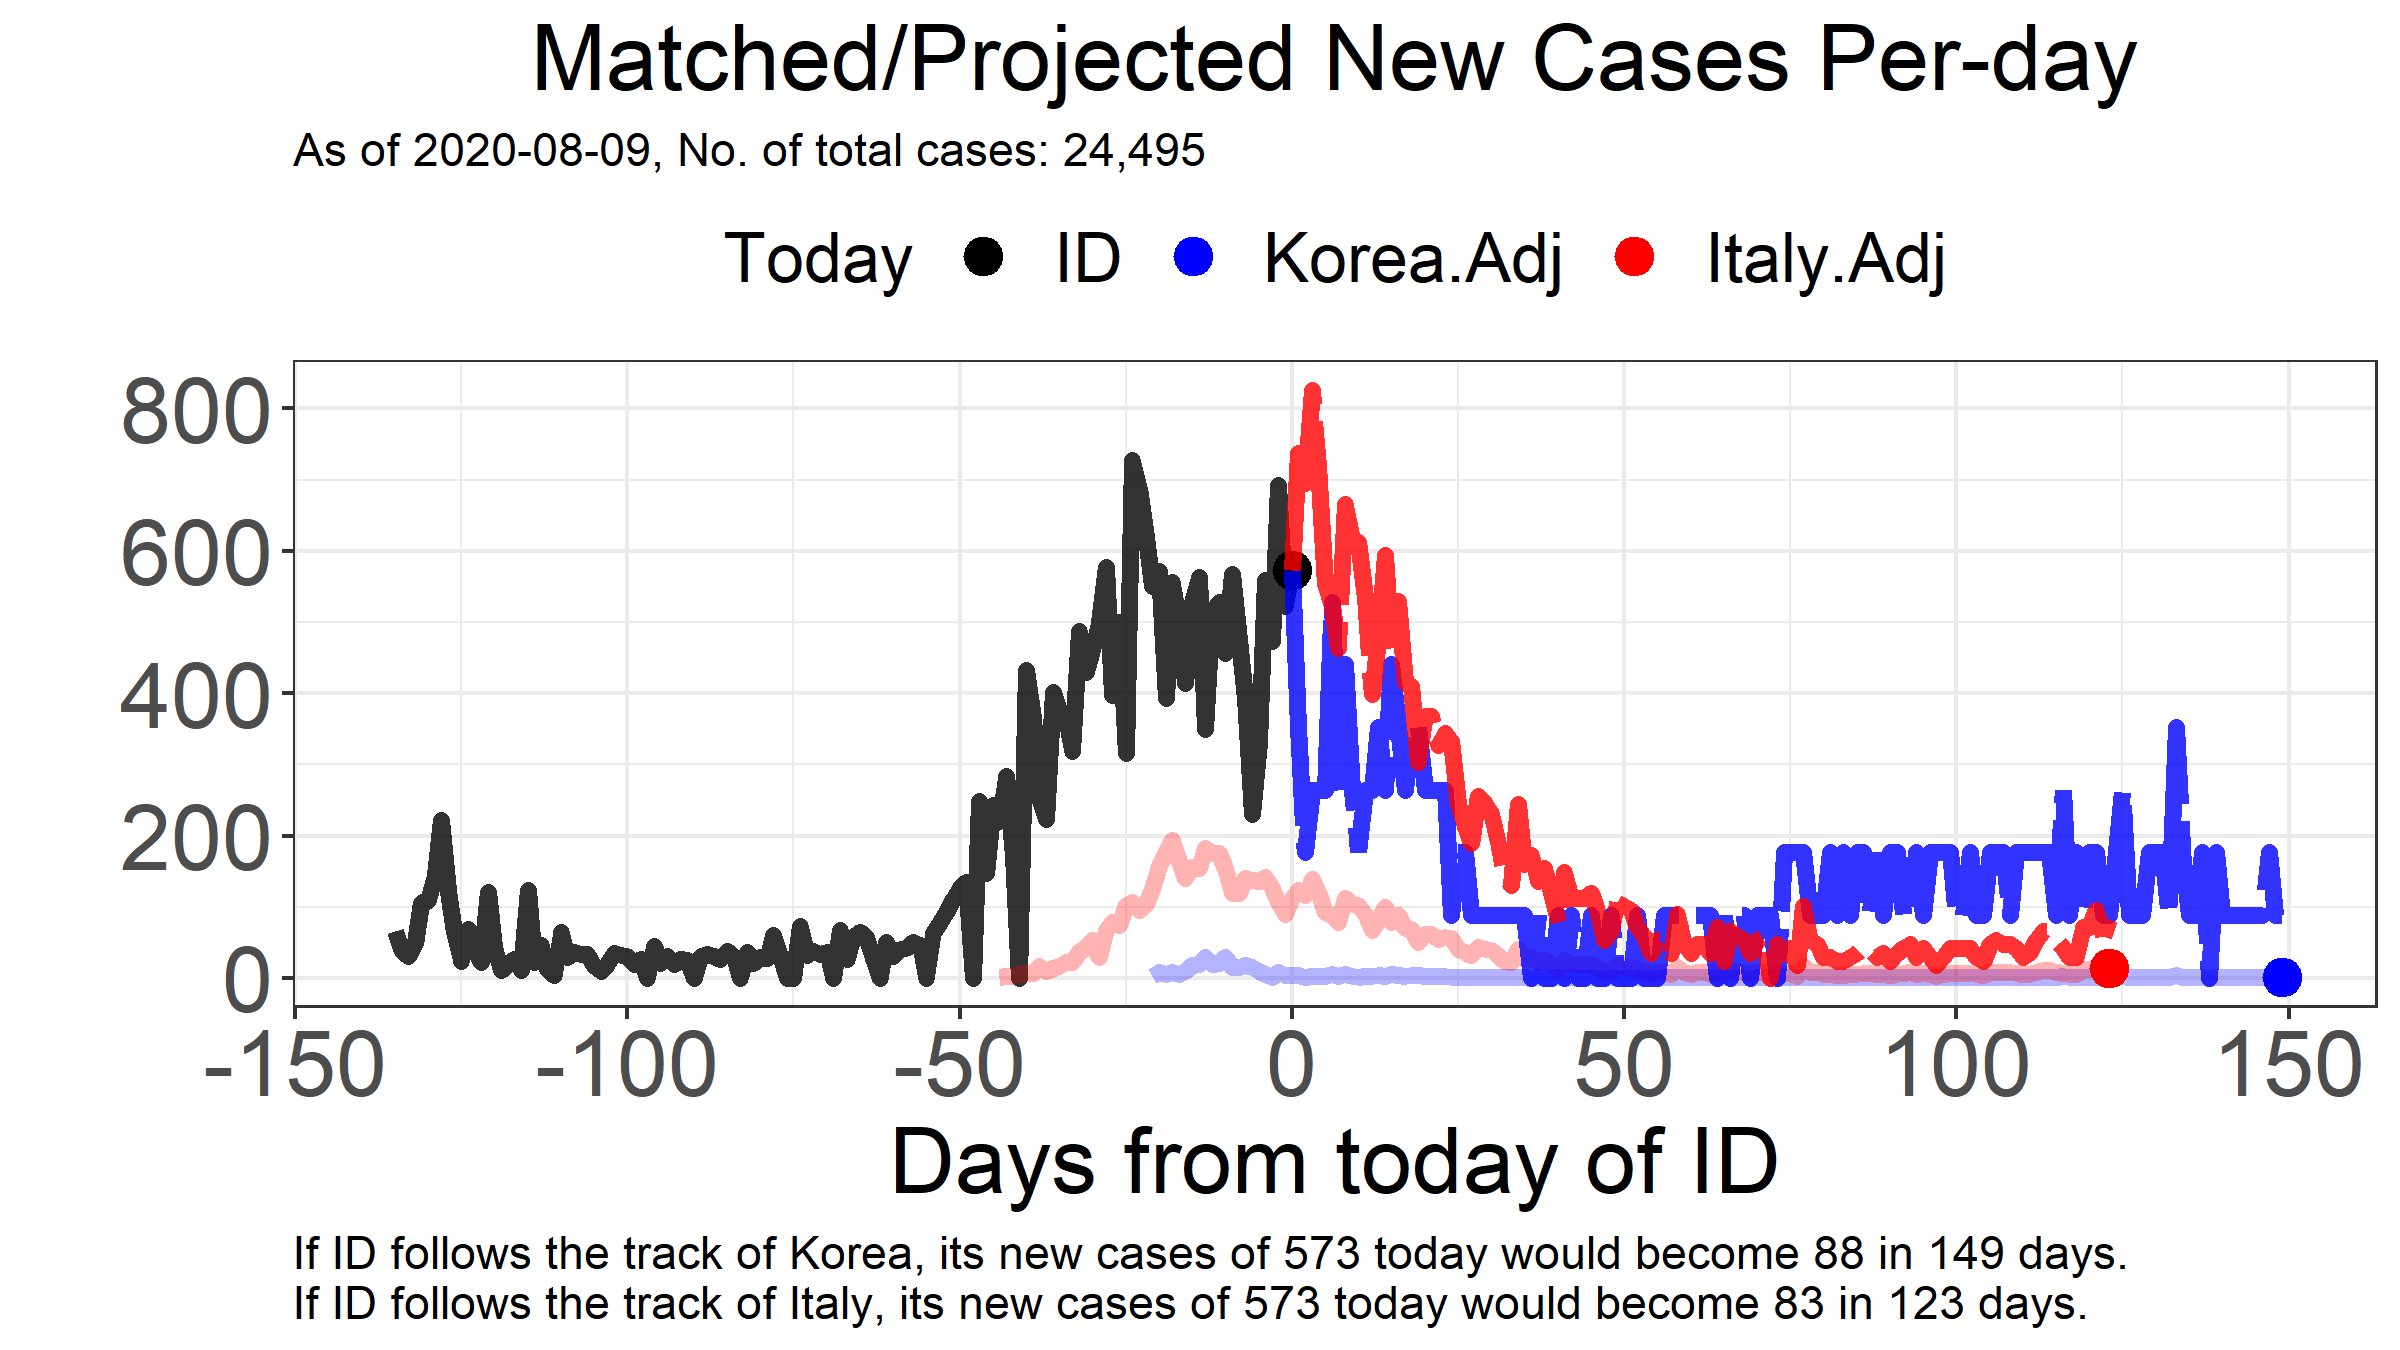 Matched/Projected New Cases Per-day
As of 2020-08-09, No. of total cases: 24,495
Today ID Korea.Adj Italy.Adj
800
600
400
200
0
-150 -100 -50 0 50 100 150
Days from today of ID
If ID follows the track of Korea, its new cases of 573 today would become 88 in 149 days.
If ID follows the track of Italy, its new cases of 573 today would become 83 in 123 days.